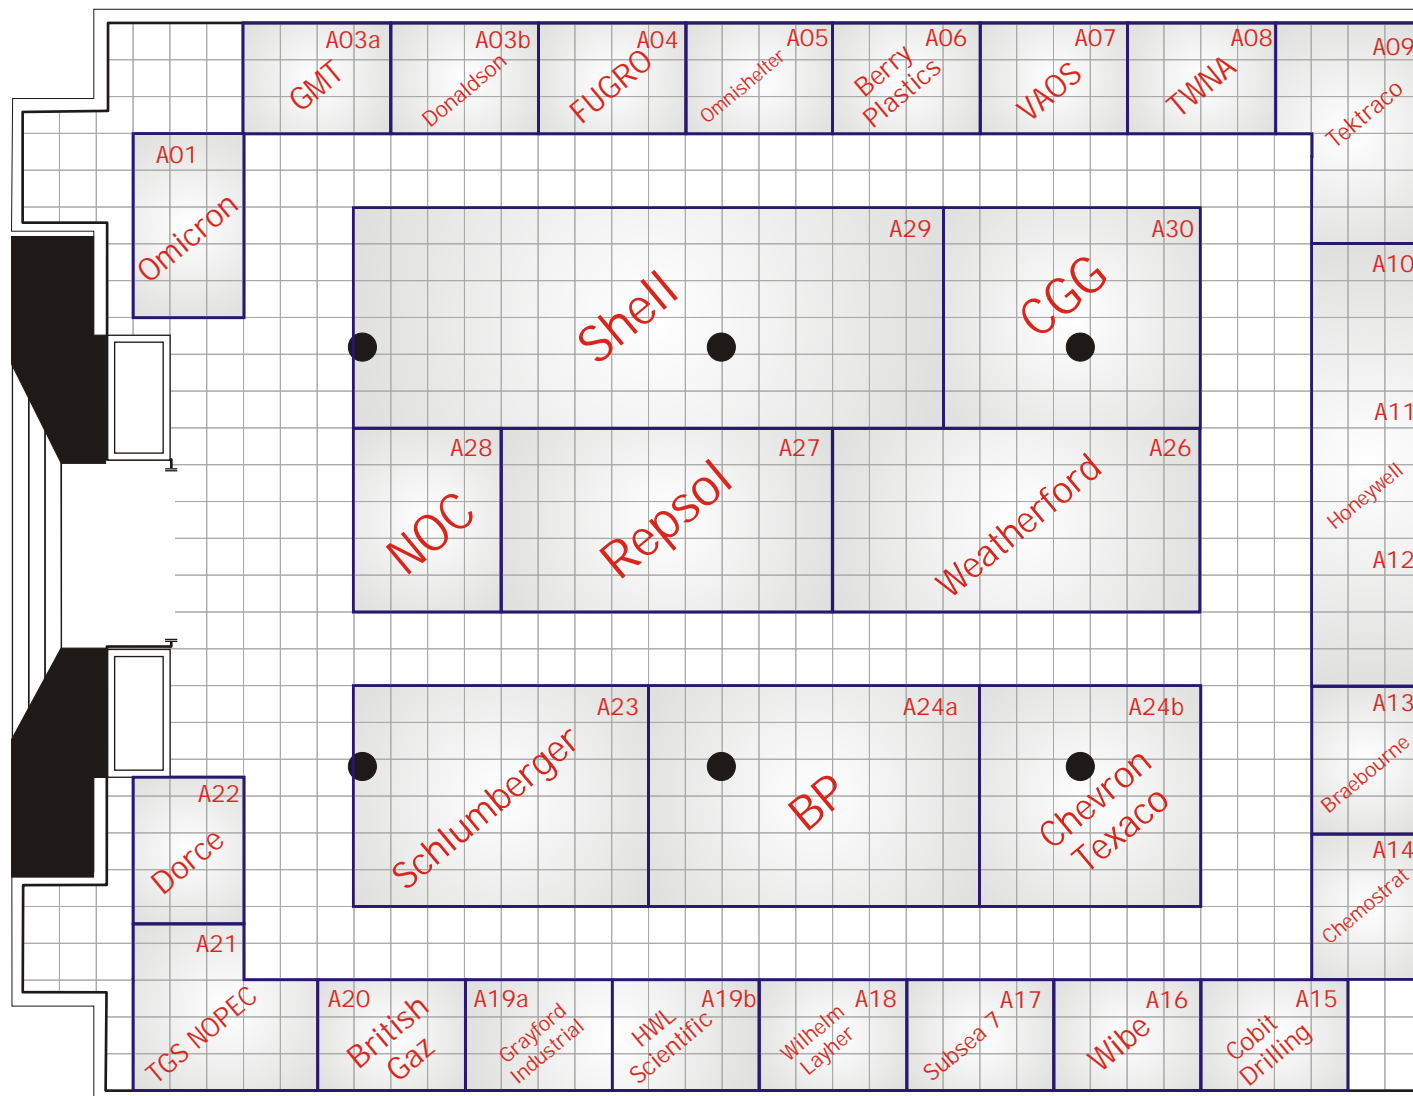 A03a
GMT
A03b
Donaldson
A04
FUGRO
A05
Omnishelter
A06
Berry
Plastics
A07
VAOS
A08
TWNA
A09
Tektraco
A01
Omicron
A29
Shell
A30
CGG
A10
A11
Honeywell
A12
A28
NOC
A27
Repsol
A26
Weatherford
A23
Schlumberger
A24a
BP
A24b
Chevron
Texaco
A13
Braebourne
A14
Chemostrat
A22
Dorce
A21
TGS NOPEC
A20
British
Gaz
A19a
Grayford
Industrial
A19b
HWL
Scientific
A18
Wilhelm
Layher
A17
Subsea 7
A16
Wibe
A15
Cobit
Drilling